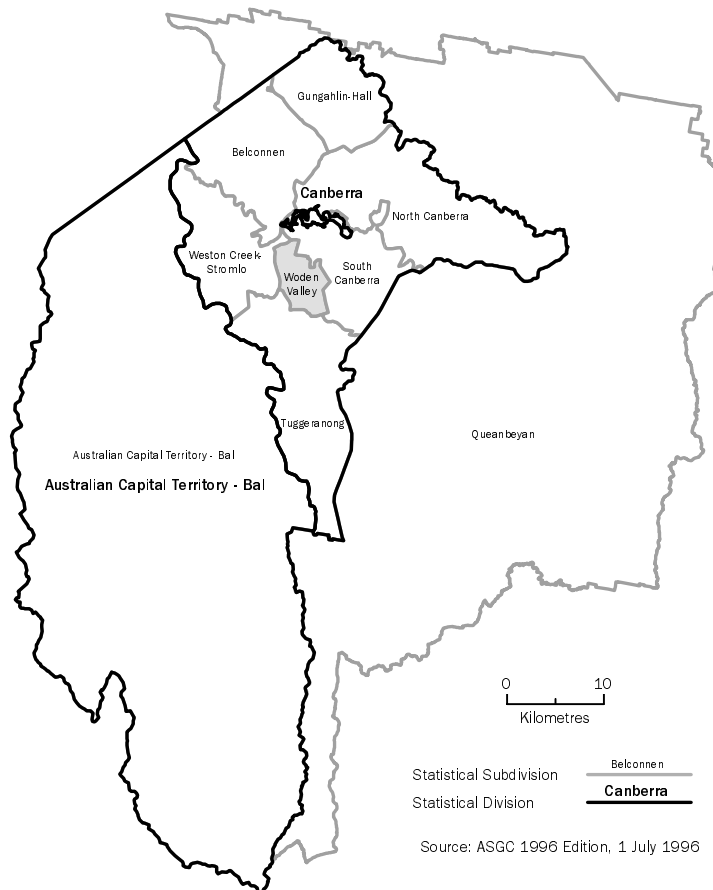 Gungahlin-Hall
Belconnen
Canberra
North Canberra
Weston Creek-
Stromlo
Woden
Valley
South
Canberra
Tuggeranong
Queanbeyan
Australian Capital Territory - Bal
Australian Capital Territory - Bal
0 10
Kilometres
Belconnen
Statistical Subdivision
Canberra
Statistical Division
Source: ASGC 1996 Edition, 1 July 1996